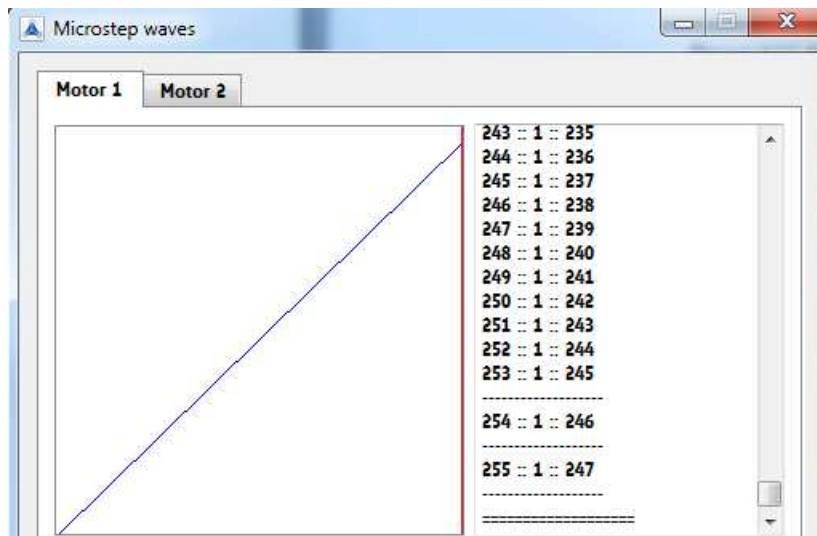 Microstep waves
Motor 1 Motor 2
243 :: 1 :: 235
244 :: 1 :: 236
245 :: 1 :: 237
246 :: 1 :: 238
247 :: 1 :: 239
248 :: 1 :: 240
249 :: 1 :: 241
250 :: 1 :: 242
251 :: 1 :: 243
252 :: 1 :: 244
253 :: 1 :: 245
-------------------
254 :: 1 :: 246
-------------------
255 :: 1 :: 247
-------------------
===================